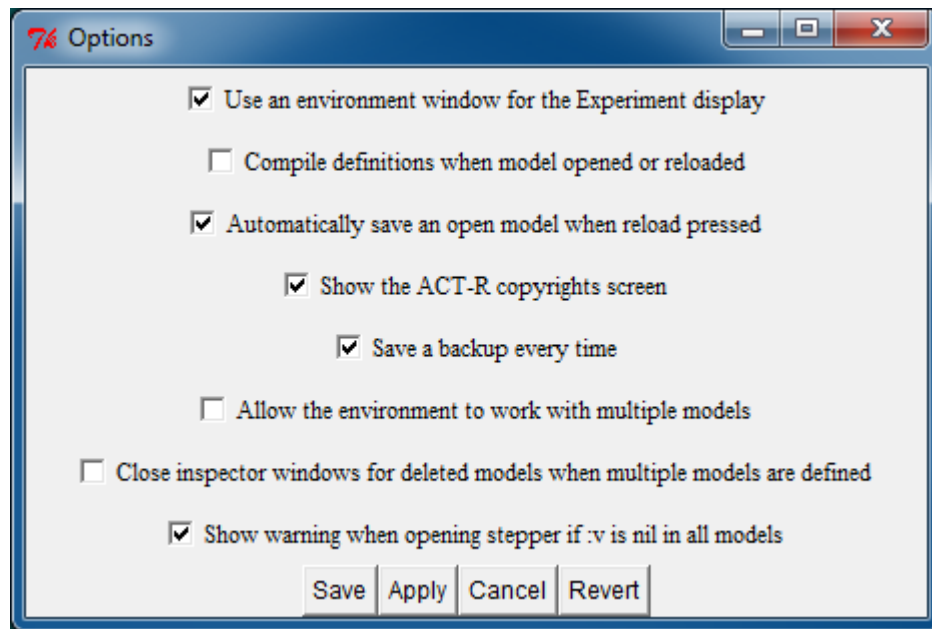 Options
Use an environment window for the Experiment display
Compile definitions when model opened or reloaded
Automatically save an open model when reload pressed
Show the ACT-R copyrights screen
Save a backup every time
Allow the environment to work with multiple models
Close inspector windows for deleted models when multiple models are defined
Show warning when opening stepper if :v is nil in all models
Save Apply Cancel Revert